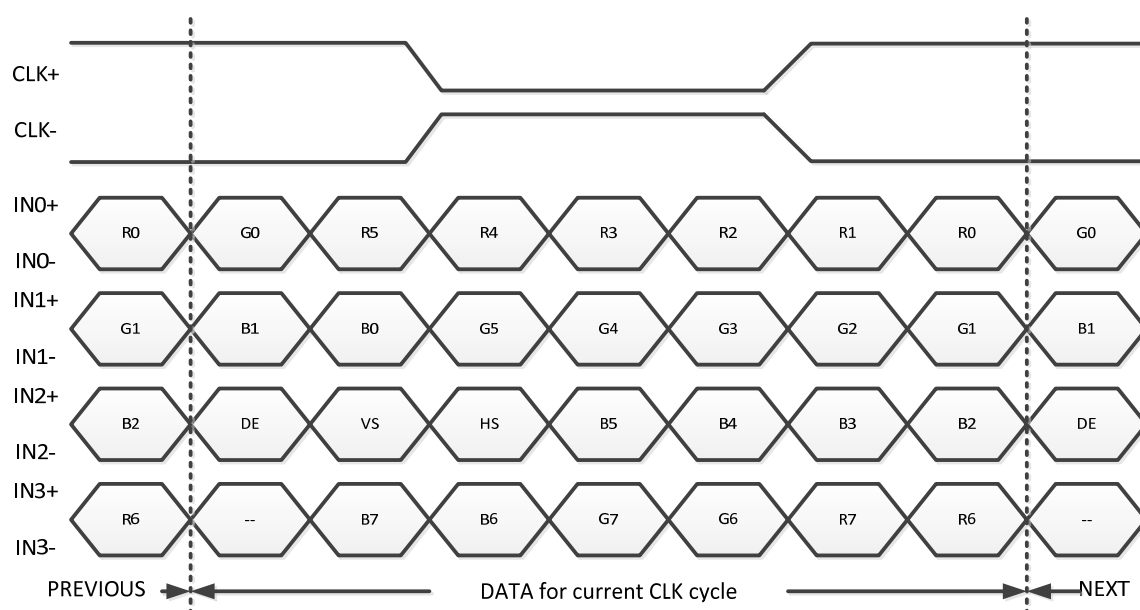 CLK+
CLK-
IN0+
R0 G0 R5 R4 R3 R2 R1 R0 G0
IN0-
IN1+
G1 B1 B0 G5 G4 G3 G2 G1 B1
IN1-
IN2+
B2 DE VS HS B5 B4 B3 B2 DE
IN2-
IN3+
R6 -- B7 B6 G7 G6 R7 R6 --
IN3-
PREVIOUS DATA for current CLK cycle NEXT